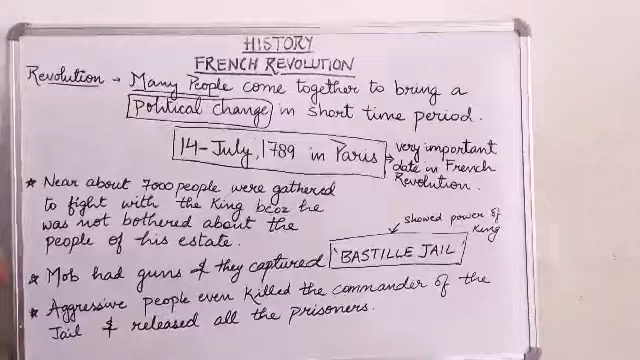 HISTORY
FRENCH REVOLUTION
Revolution → Many People come together to bring a
Political change in short time period.
14-July, 1789 in Paris → very important
date in French
Revolution.
* Near about 7000 people were gathered
to fight with the King bcoz he
was not bothered about the
people of his estate.
showed power of
King
* Mob had guns & they captured 'BASTILLE JAIL'
* Aggressive people even killed the commander of the
Jail & released all the prisoners.